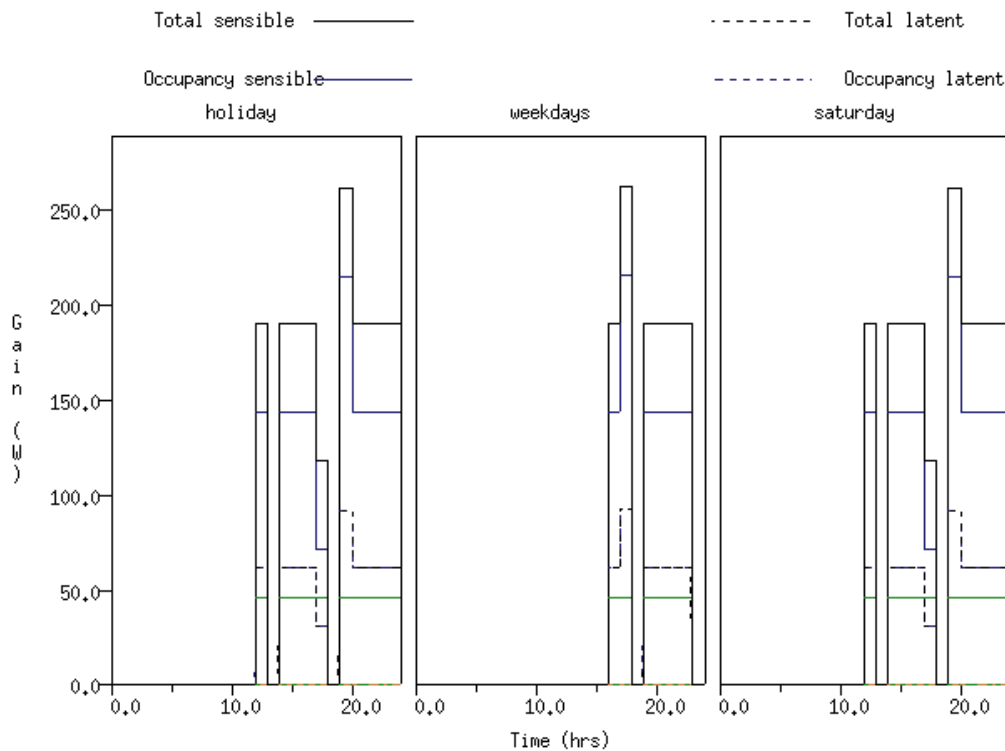 Total sensible
Total latent
Occupancy sensible
Occupancy latent
holiday
weekdays
saturday
250.0
200.0
150.0
100.0
50.0
0.0
Gain (W)
0.0 10.0 20.0
0.0 10.0 20.0
0.0 10.0 20.0
Time (hrs)